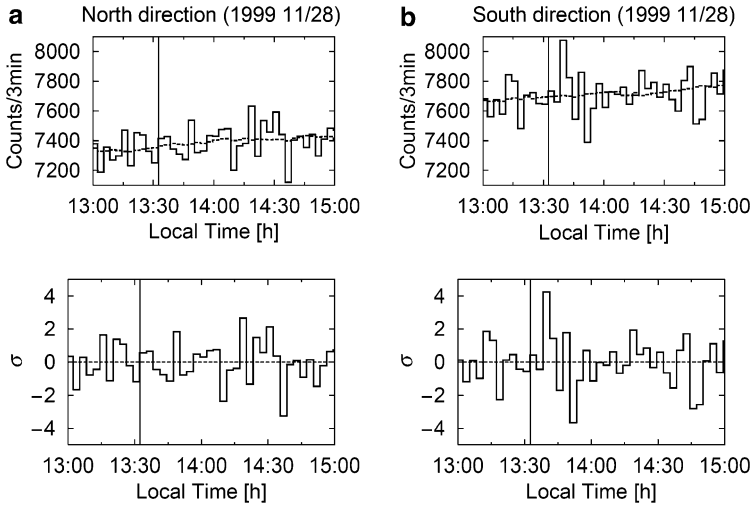 a North direction (1999 11/28)
Counts/3min
8000
7800
7600
7400
7200
13:00 13:30 14:00 14:30 15:00
Local Time [h]
b South direction (1999 11/28)
Counts/3min
8000
7800
7600
7400
7200
13:00 13:30 14:00 14:30 15:00
Local Time [h]
σ
4
2
0
−2
−4
13:00 13:30 14:00 14:30 15:00
Local Time [h]
σ
4
2
0
−2
−4
13:00 13:30 14:00 14:30 15:00
Local Time [h]